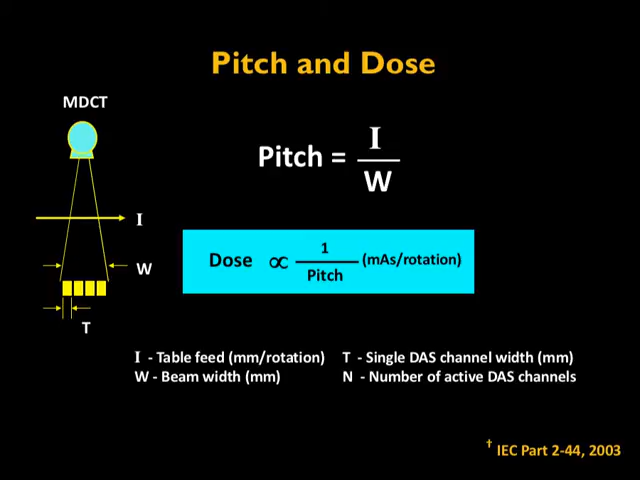 Pitch and Dose
MDCT
Pitch = I
W
I
Dose ∝ 1 (mAs/rotation)
Pitch
W
T
I - Table feed (mm/rotation) T - Single DAS channel width (mm)
W - Beam width (mm) N - Number of active DAS channels
† IEC Part 2-44, 2003